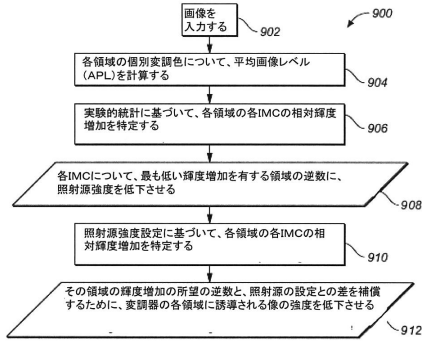 900
画像を
入力する
902
各領域の個別変調色について、平均画像レベル
(APL)を計算する
904
実験的統計に基づいて、各領域の各IMCの相対輝度
増加を特定する
906
各IMCについて、最も低い輝度増加を有する領域の逆数に、
照射源強度を低下させる
908
照射源強度設定に基づいて、各領域の各IMCの相
対輝度増加を特定する
910
その領域の輝度増加の所望の逆数と、照射源の設定との差を補償
するために、変調器の各領域に誘導される像の強度を低下させる
912